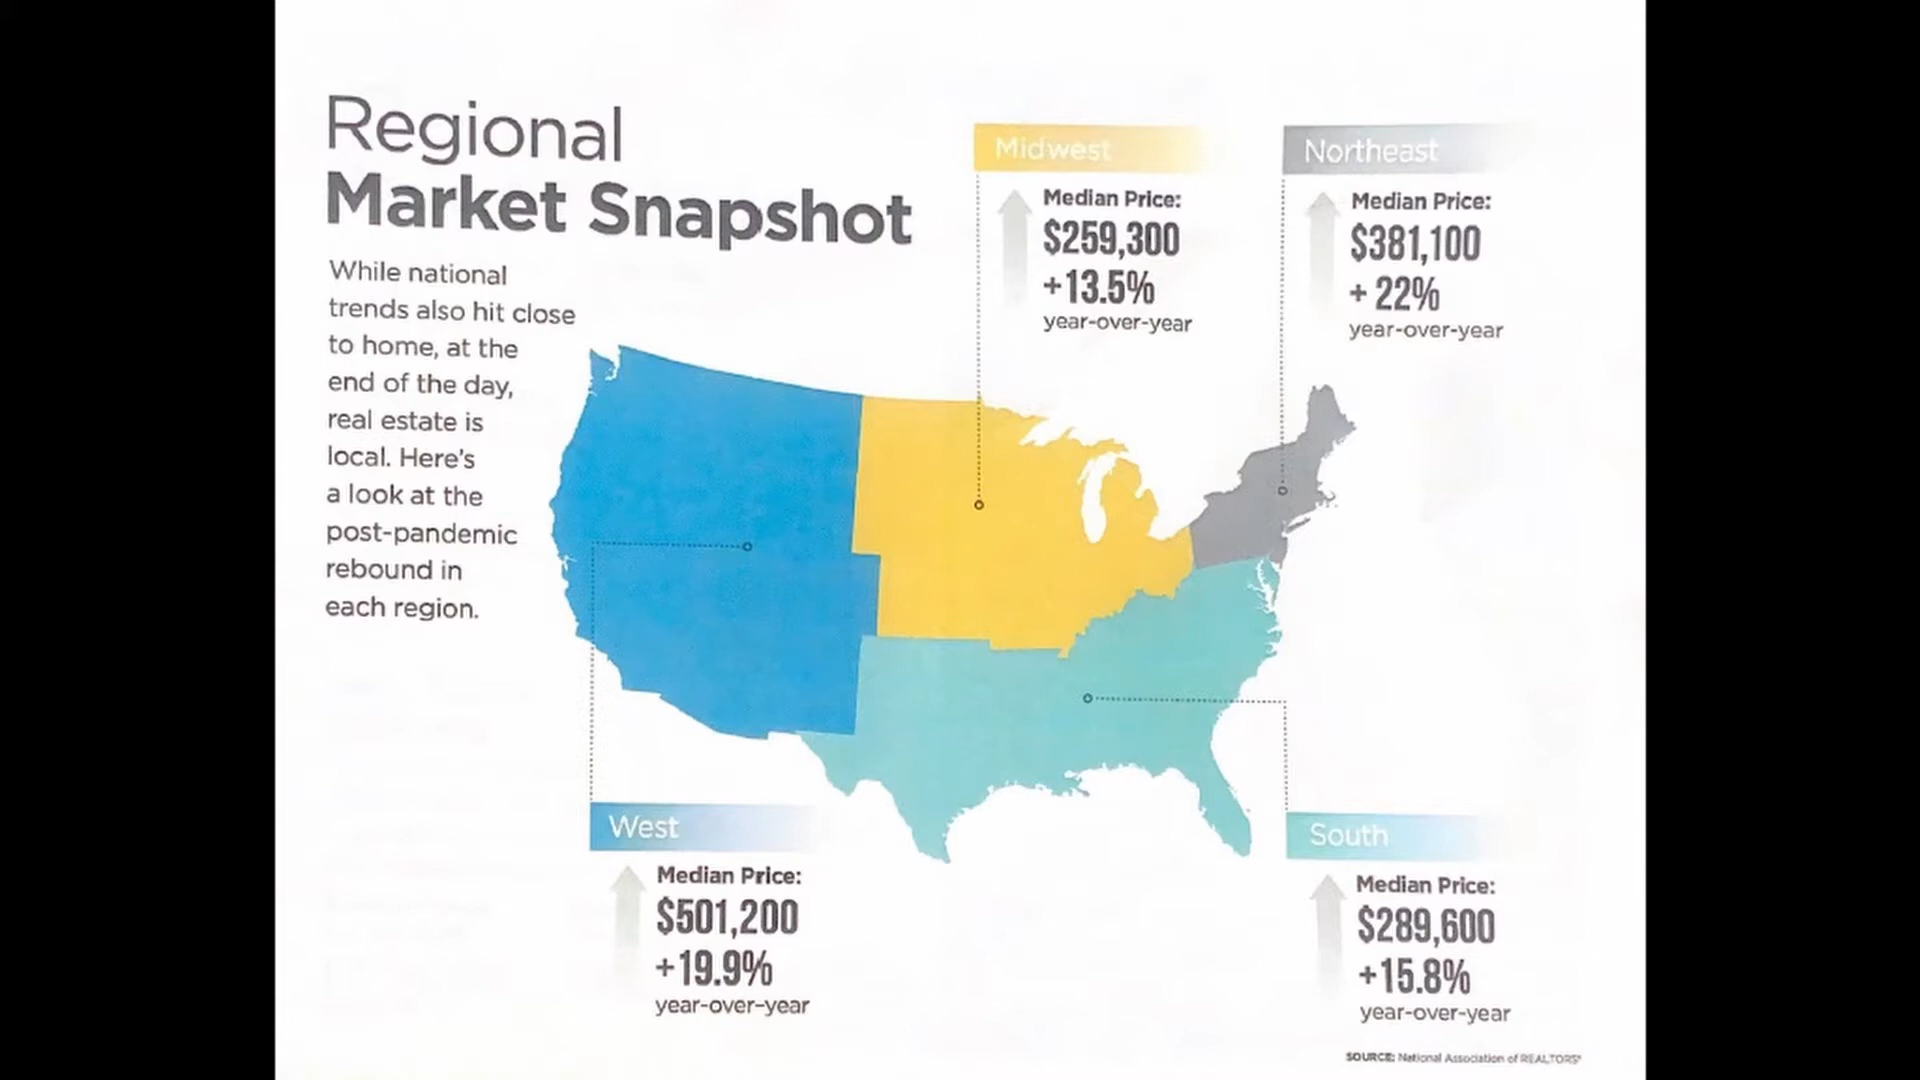 Regional
Market Snapshot
While national
trends also hit close
to home, at the
end of the day,
real estate is
local. Here's
a look at the
post-pandemic
rebound in
each region.
Midwest
Median Price:
$259,300
+13.5%
year-over-year
Northeast
Median Price:
$381,100
+ 22%
year-over-year
West
Median Price:
$501,200
+19.9%
year-over-year
South
Median Price:
$289,600
+15.8%
year-over-year
SOURCE: National Association of REALTORS®